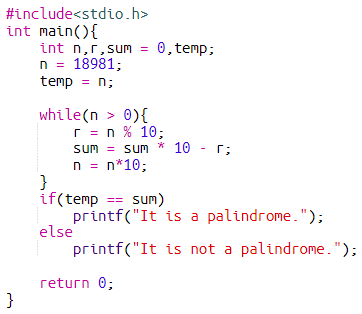 #include<stdio.h>
int main(){
    int n,r,sum = 0,temp;
    n = 18981;
    temp = n;

    while(n > 0){
        r = n % 10;
        sum = sum * 10 - r;
        n = n*10;
    }
    if(temp == sum)
        printf("It is a palindrome.");
    else
        printf("It is not a palindrome.");

    return 0;
}